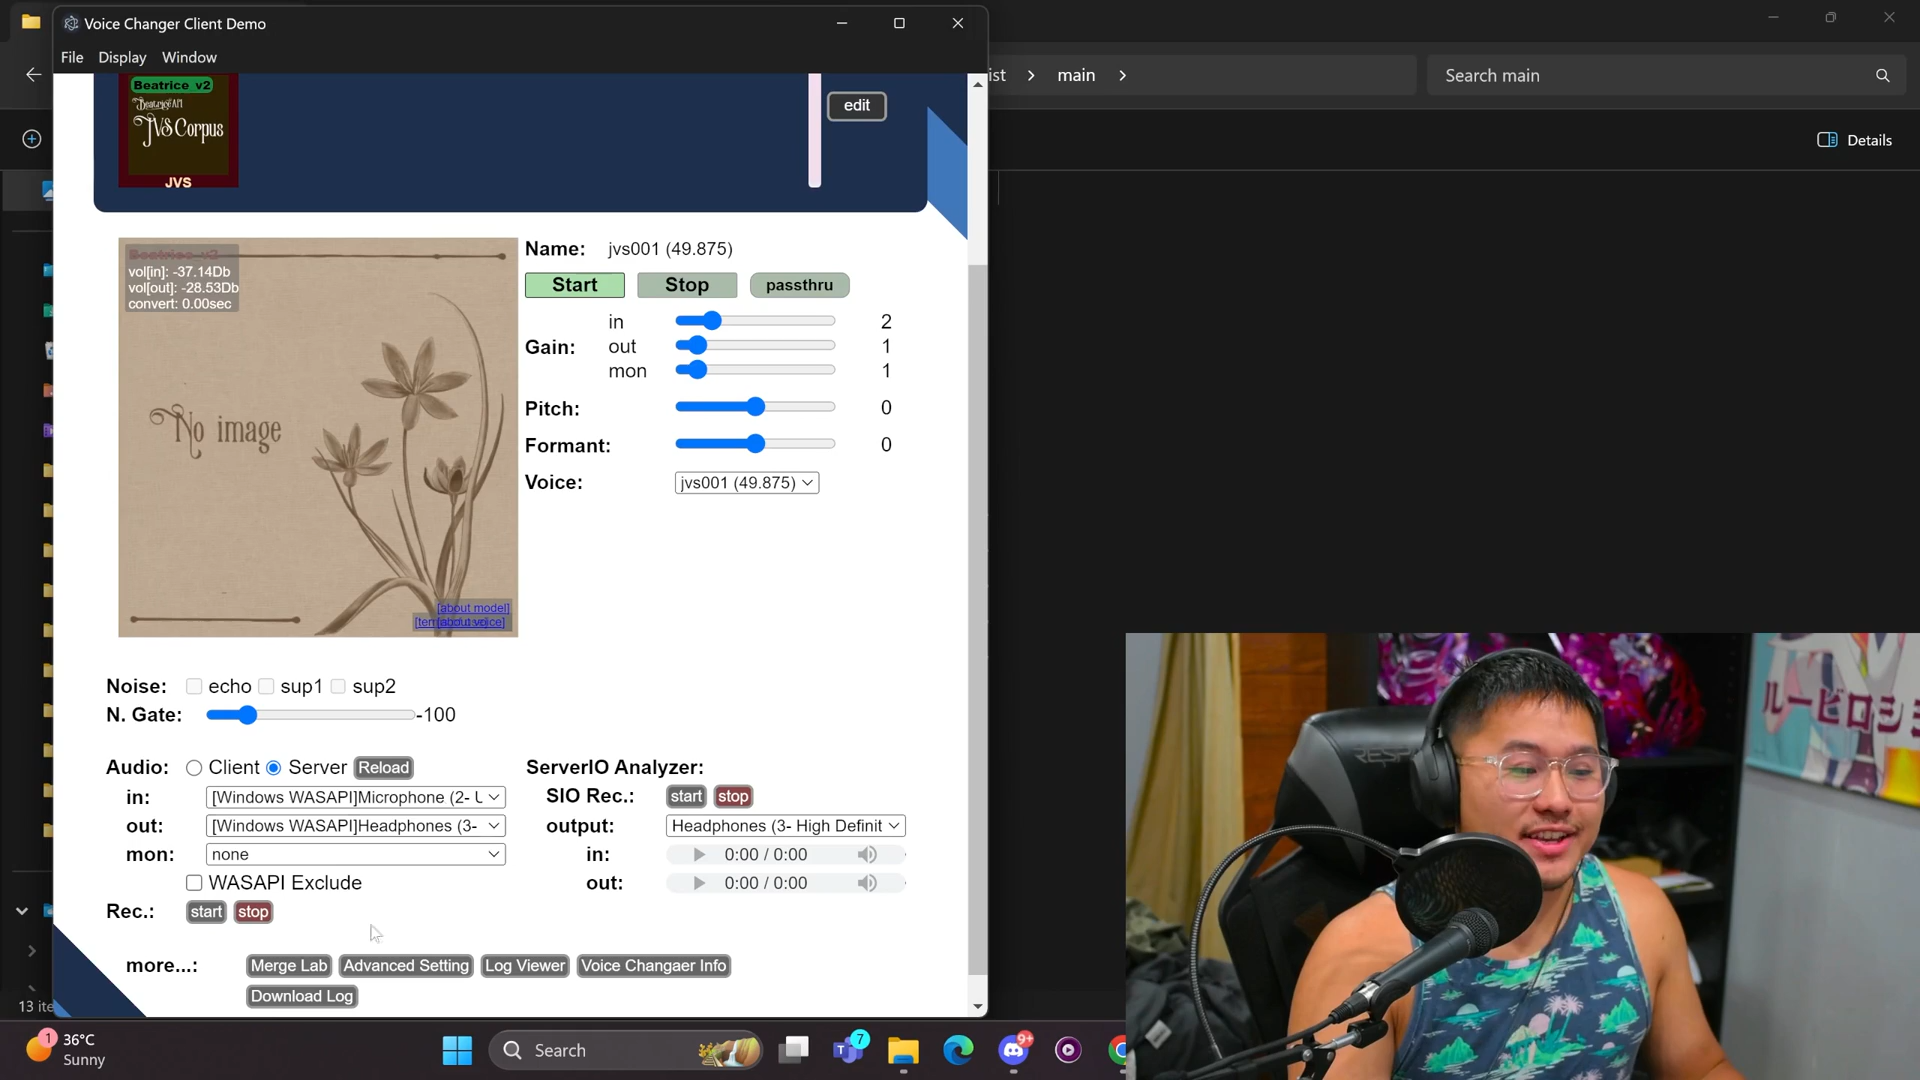 Voice Changer Client Demo
File Display Window
ist > main >
Search main
Details
edit
Beatrice v2
JVS Corpus
JVS
Beatrice v2
vol[in]: -37.14Db
vol[out]: -28.53Db
convert: 0.00sec
No image
[about model]
[about voice]
Name: jvs001 (49.875)
Start Stop passthru
Gain:
in 2
out 1
mon 1
Pitch: 0
Formant: 0
Voice: jvs001 (49.875)
Noise: echo sup1 sup2
N. Gate: -100
Audio: Client Server Reload
in: [Windows WASAPI]Microphone (2- U
out: [Windows WASAPI]Headphones (3-
mon: none
WASAPI Exclude
Rec.: start stop
ServerIO Analyzer:
SIO Rec.: start stop
output: Headphones (3- High Definit
in: 0:00 / 0:00
out: 0:00 / 0:00
more...: Merge Lab Advanced Setting Log Viewer Voice Changaer Info
Download Log
13 ite
1
36°C
Sunny
Search
7
9+
RESP